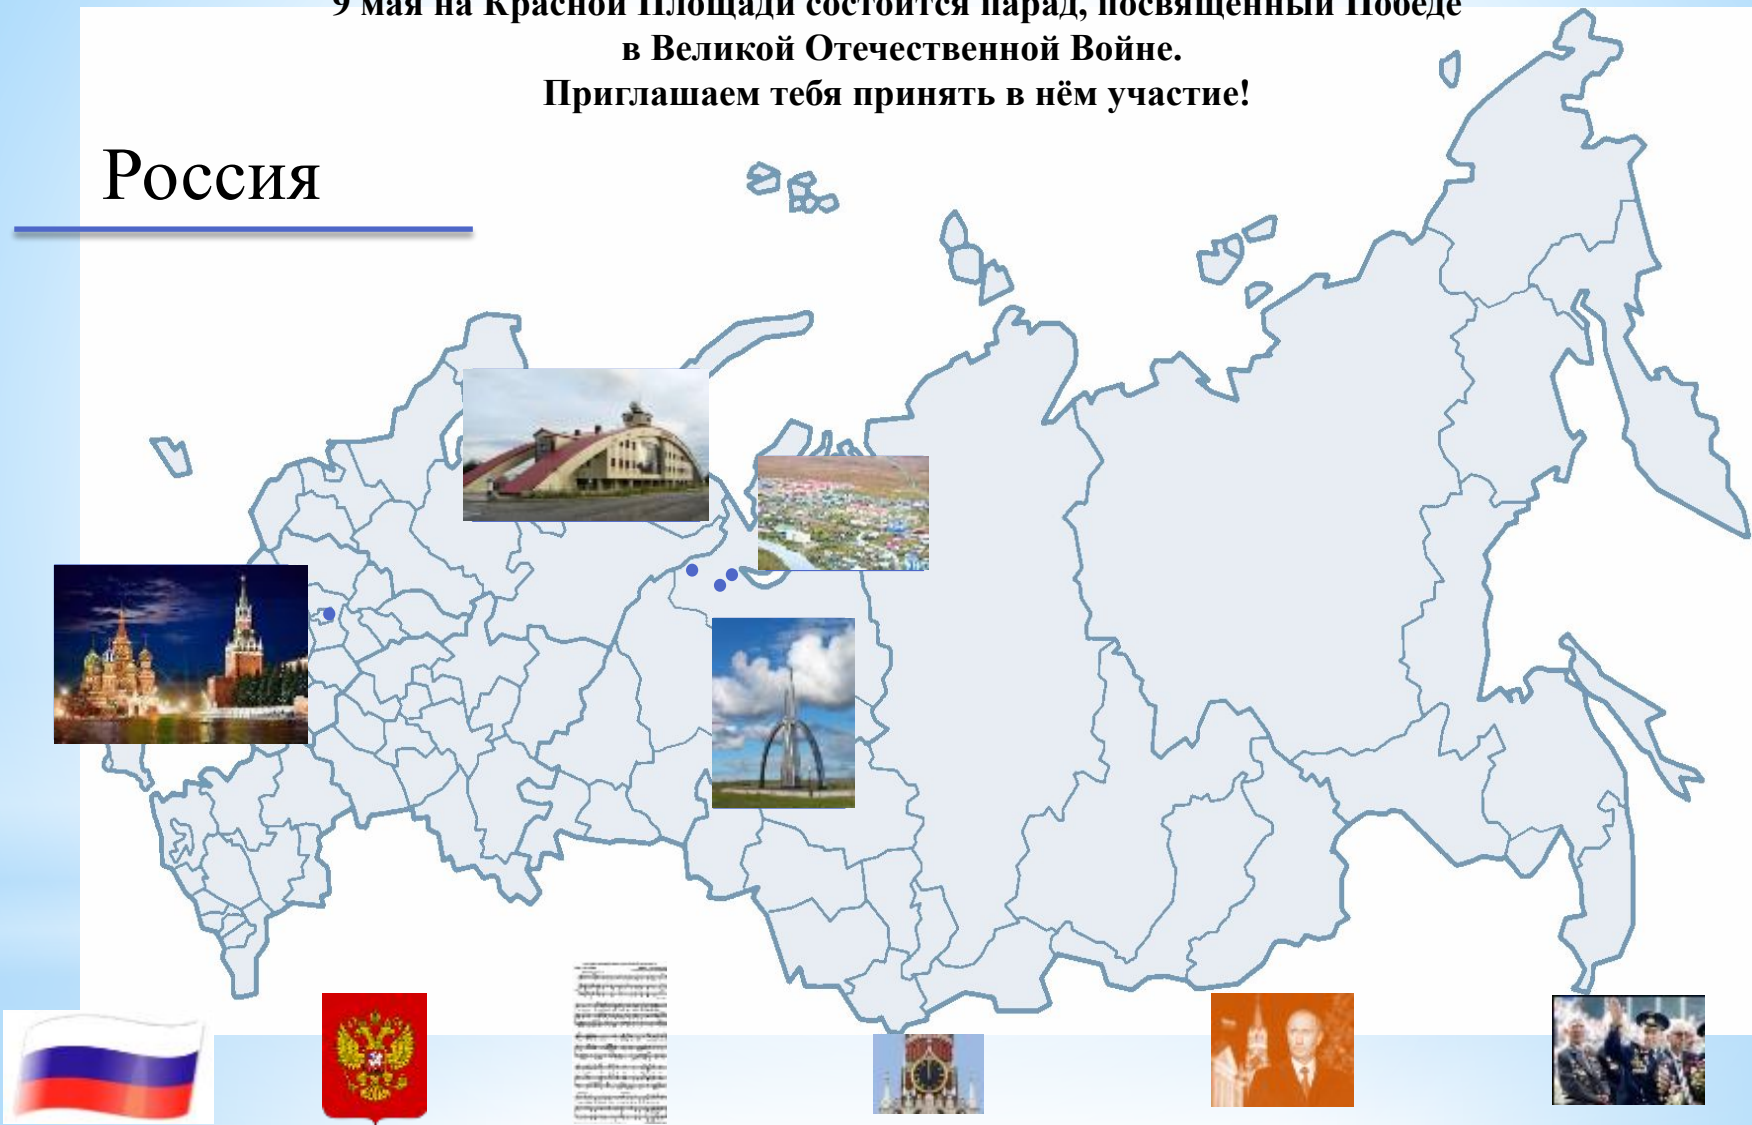 9 мая на Красной Площади состоится парад, посвященный Победе
в Великой Отечественной Войне.
Приглашаем тебя принять в нём участие!
Россия